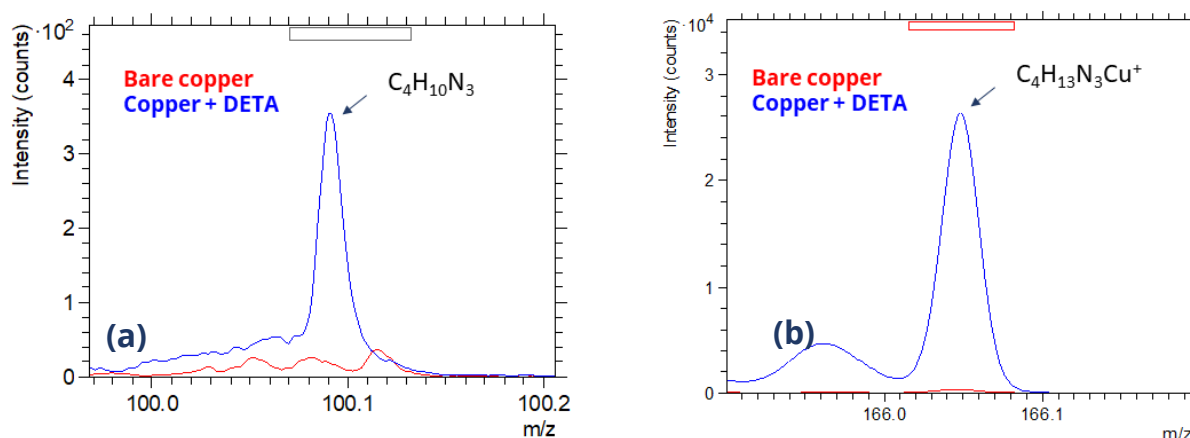 ·10²
Intensity (counts)
4
3
2
1
0
Bare copper
Copper + DETA
C₄H₁₀N₃
(a)
100.0
100.1
100.2
m/z
·10⁴
Intensity (counts)
3
2
1
0
Bare copper
Copper + DETA
C₄H₁₃N₃Cu⁺
(b)
166.0
166.1
m/z